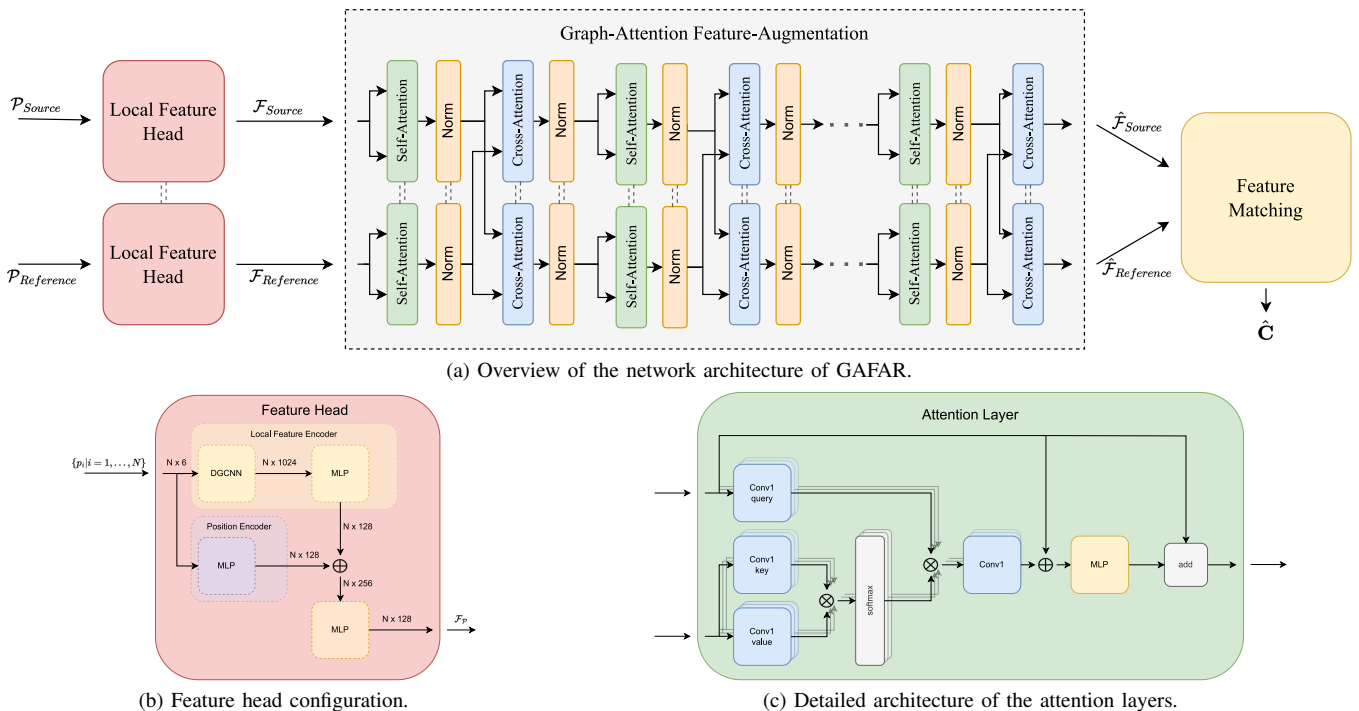 Graph-Attention Feature-Augmentation
𝒫Source
Local Feature
Head
ℱSource
Self-Attention
Norm
Cross-Attention
Norm
Self-Attention
Norm
Cross-Attention
Norm
Self-Attention
Norm
Cross-Attention
ℱ̂Source
𝒫Reference
Local Feature
Head
ℱReference
Self-Attention
Norm
Cross-Attention
Norm
Self-Attention
Norm
Cross-Attention
Norm
Self-Attention
Norm
Cross-Attention
ℱ̂Reference
Feature
Matching
Ĉ
(a) Overview of the network architecture of GAFAR.
Feature Head
Local Feature Encoder
{pᵢ|i = 1, . . . , N}
N x 6
DGCNN
N x 1024
MLP
N x 128
Position Encoder
MLP
N x 128
N x 256
MLP
N x 128
ℱp
(b) Feature head configuration.
Attention Layer
Conv1
query
Conv1
key
Conv1
value
softmax
Conv1
MLP
add
(c) Detailed architecture of the attention layers.